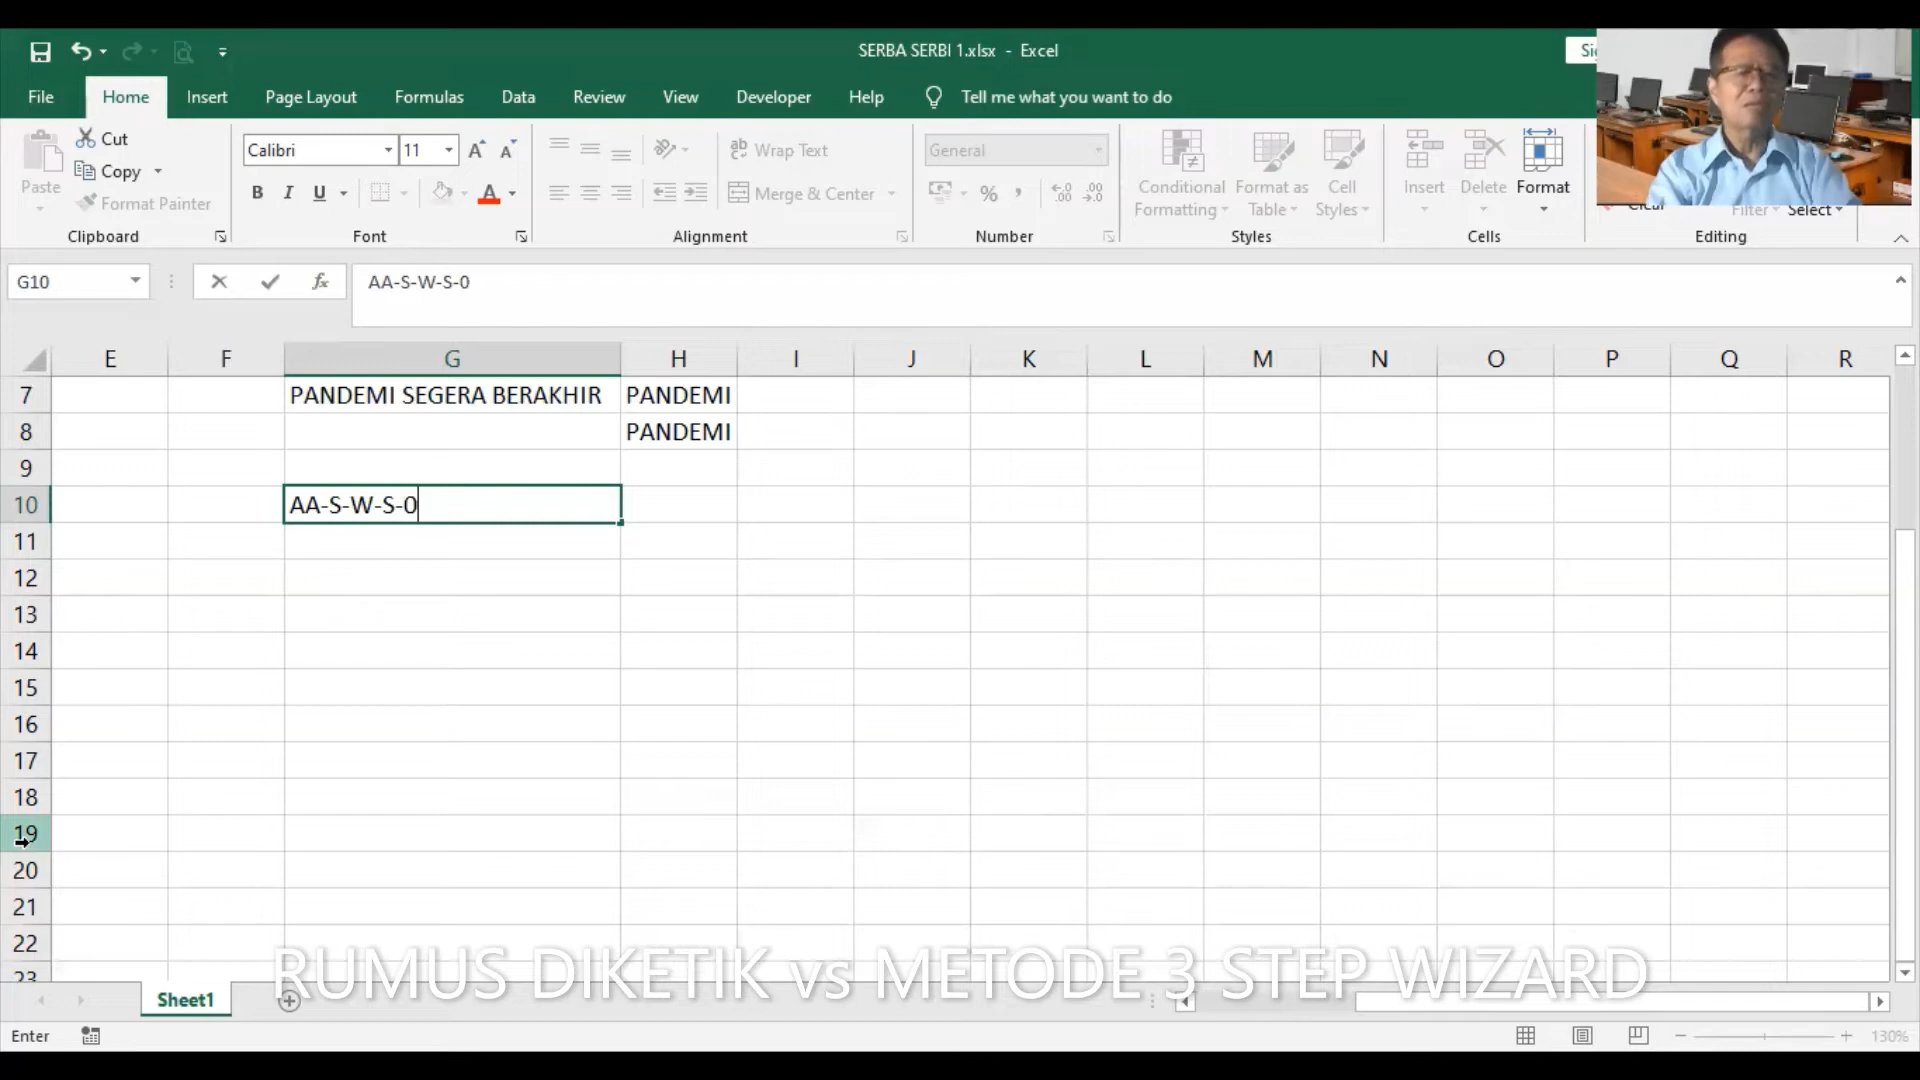 SERBA SERBI 1.xlsx - Excel
File Home Insert Page Layout Formulas Data Review View Developer Help Tell me what you want to do
Paste Cut Copy Format Painter
Clipboard
Calibri 11
B I U A
Font
Wrap Text
Merge & Center
Alignment
General
%
Number
Conditional Formatting
Format as Table
Cell Styles
Styles
Insert Delete Format
Cells
Clear
Filter Select
Editing
G10 fx AA-S-W-S-0
E F G H I J K L M N O P Q R
7 PANDEMI SEGERA BERAKHIR PANDEMI
8 PANDEMI
9
10 AA-S-W-S-0
11
12
13
14
15
16
17
18
19
20
21
22
23
RUMUS DIKETIK vs METODE 3 STEP WIZARD
Sheet1
Enter 130%